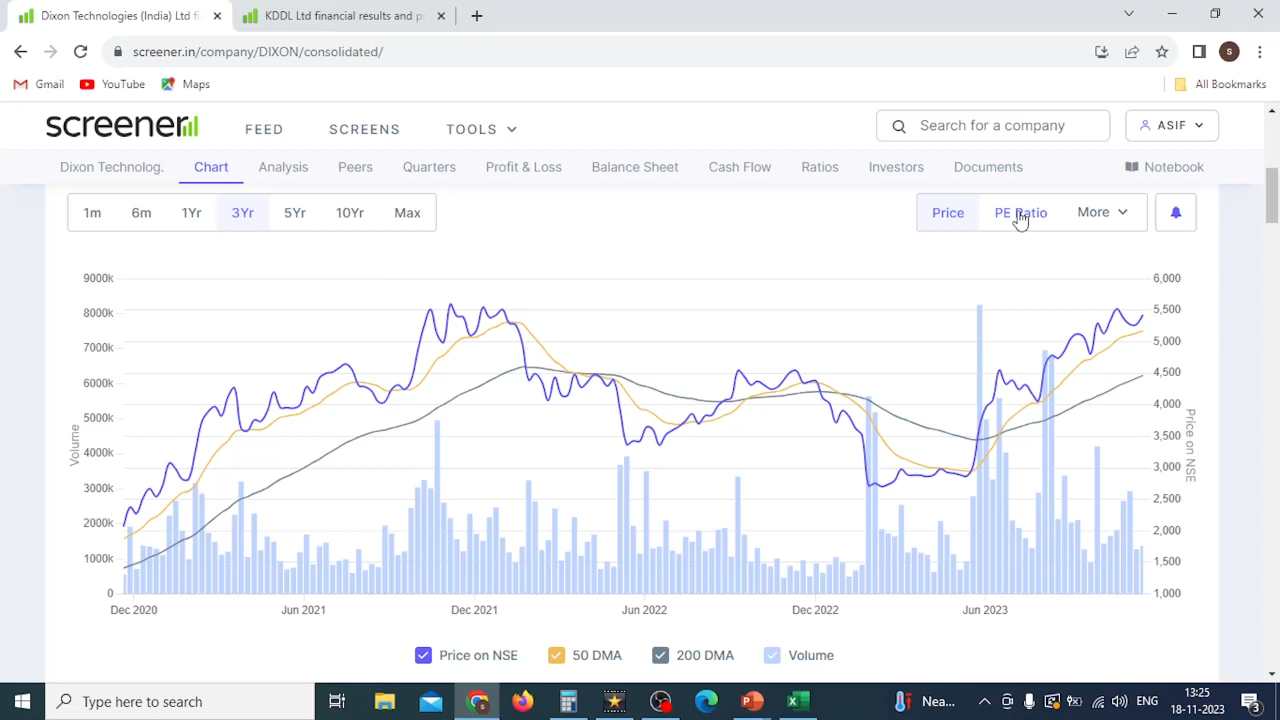 Dixon Technologies (India) Ltd fi
KDDL Ltd financial results and pr
screener.in/company/DIXON/consolidated/
S
Gmail YouTube Maps All Bookmarks
screener FEED SCREENS TOOLS Search for a company ASIF
Dixon Technolog. Chart Analysis Peers Quarters Profit & Loss Balance Sheet Cash Flow Ratios Investors Documents Notebook
1m 6m 1Yr 3Yr 5Yr 10Yr Max Price PE Ratio More
9000k 6,000
8000k 5,500
7000k 5,000
6000k 4,500
5000k 4,000
Volume
Price on NSE
4000k 3,500
3000k 3,000
2000k 2,500
1000k 2,000
0 1,500
1,000
Dec 2020 Jun 2021 Dec 2021 Jun 2022 Dec 2022 Jun 2023
Price on NSE 50 DMA 200 DMA Volume
Type here to search
Nea...
ENG
13:25
18-11-2023
3